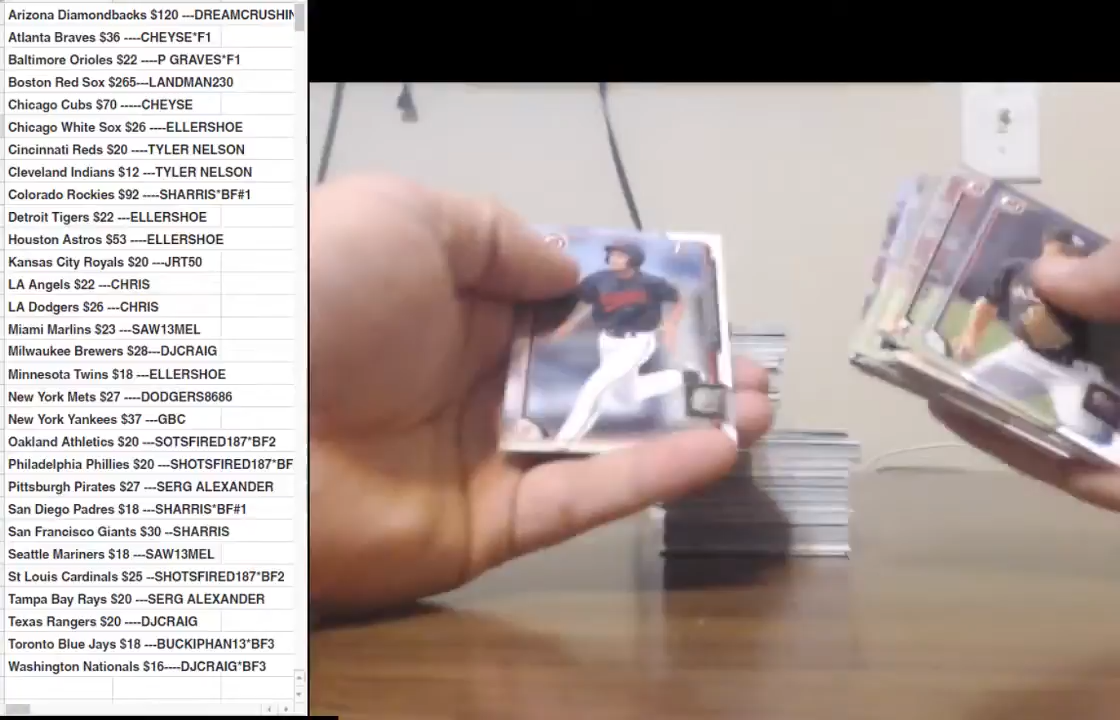 Arizona Diamondbacks $120 ---DREAMCRUSHIN
Atlanta Braves $36 ----CHEYSE*F1
Baltimore Orioles $22 ----P GRAVES*F1
Boston Red Sox $265---LANDMAN230
Chicago Cubs $70 -----CHEYSE
Chicago White Sox $26 ----ELLERSHOE
Cincinnati Reds $20 ----TYLER NELSON
Cleveland Indians $12 ---TYLER NELSON
Colorado Rockies $92 ----SHARRIS*BF#1
Detroit Tigers $22 ---ELLERSHOE
Houston Astros $53 ----ELLERSHOE
Kansas City Royals $20 ---JRT50
LA Angels $22 ----CHRIS
LA Dodgers $26 ---CHRIS
Miami Marlins $23 ---SAW13MEL
Milwaukee Brewers $28---DJCRAIG
Minnesota Twins $18 ----ELLERSHOE
New York Mets $27 ----DODGERS8686
New York Yankees $37 ---GBC
Oakland Athletics $20 ---SOTSFIRED187*BF2
Philadelphia Phillies $20 ---SHOTSFIRED187*BF
Pittsburgh Pirates $27 ---SERG ALEXANDER
San Diego Padres $18 ---SHARRIS*BF#1
San Francisco Giants $30 --SHARRIS
Seattle Mariners $18 ---SAW13MEL
St Louis Cardinals $25 --SHOTSFIRED187*BF2
Tampa Bay Rays $20 ---SERG ALEXANDER
Texas Rangers $20 ----DJCRAIG
Toronto Blue Jays $18 ---BUCKIPHAN13*BF3
Washington Nationals $16----DJCRAIG*BF3